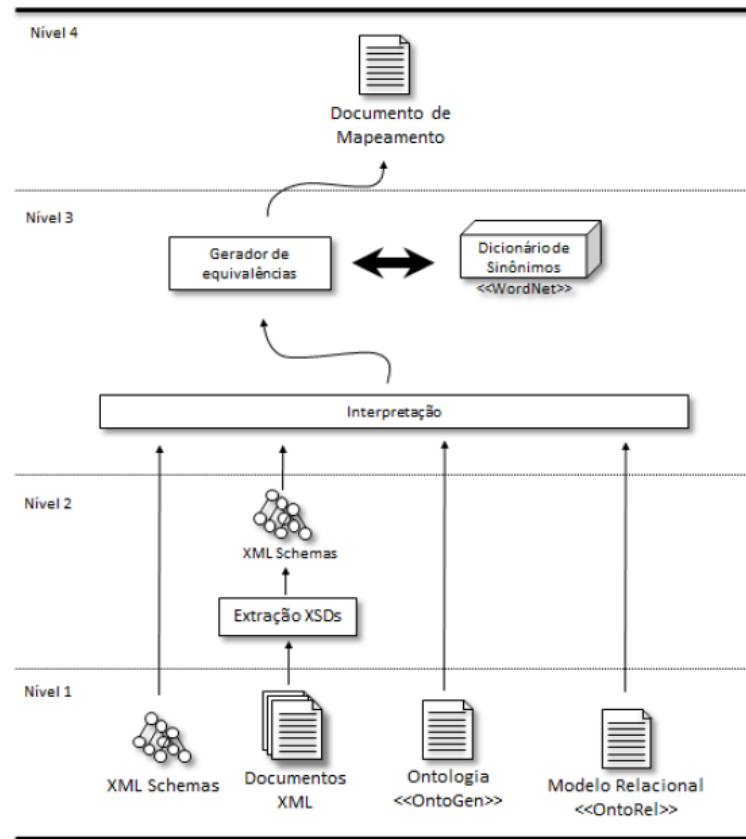 Nível 4
Documento de
Mapeamento
Nível 3
Gerador de
equivalências
Dicionário de
Sinônimos
<<WordNet>>
Interpretação
Nível 2
XML Schemas
Extração XSDs
Nível 1
XML Schemas
Documentos
XML
Ontologia
<<OntoGen>>
Modelo Relacional
<<OntoRel>>